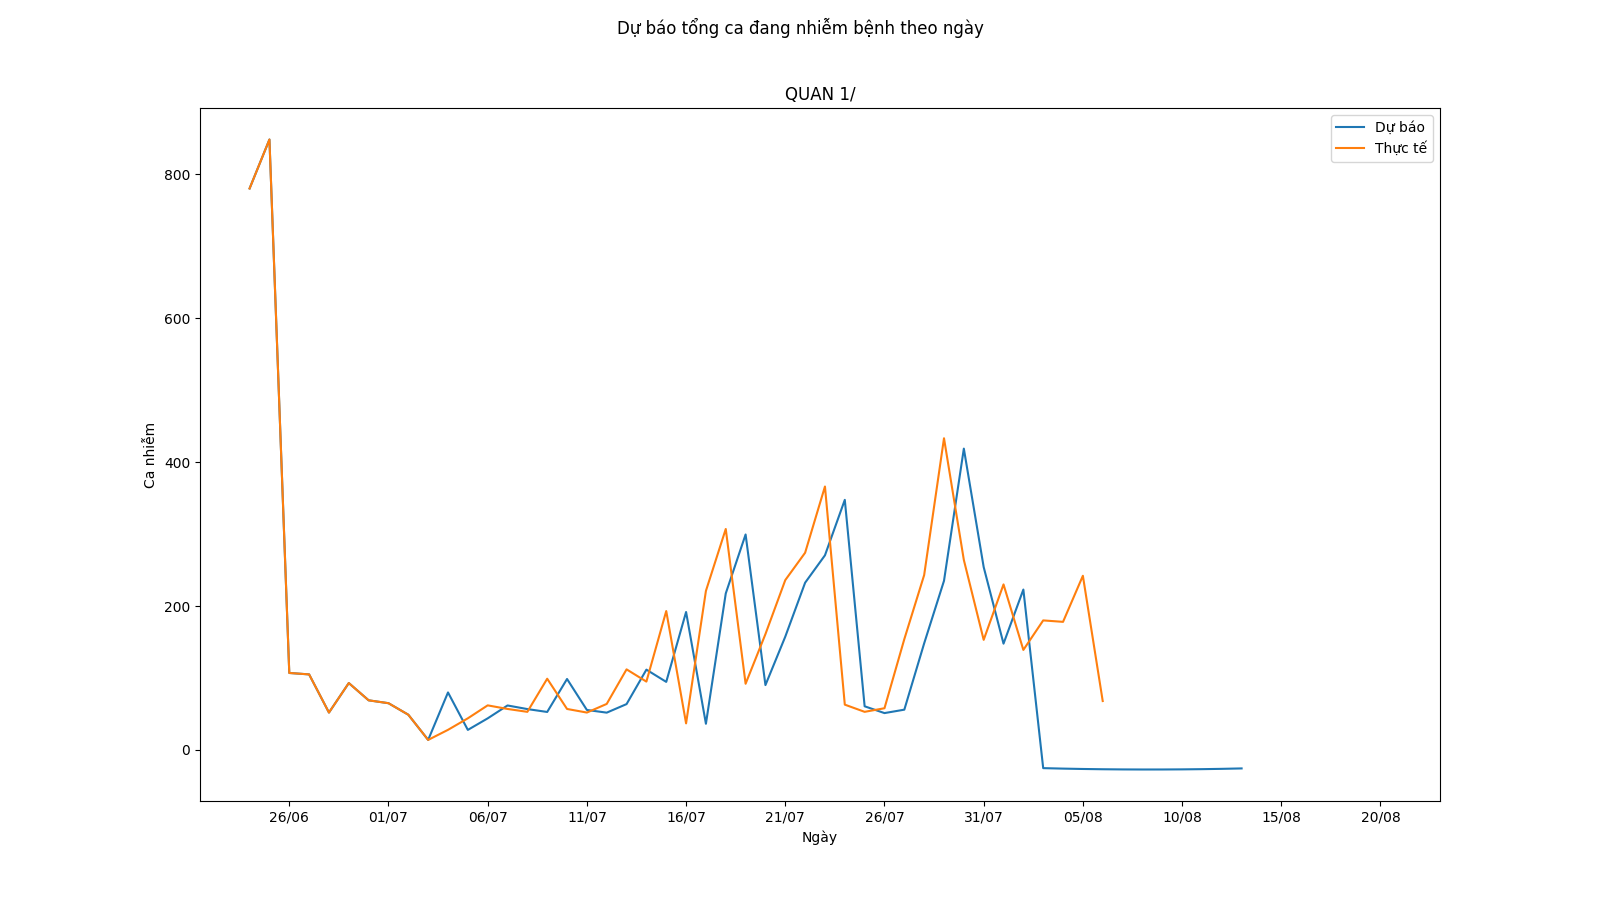 Dự báo tổng ca đang nhiễm bệnh theo ngày
QUAN 1/
Dự báo
Thực tế
800
600
400
200
0
Ca nhiễm
26/06 01/07 06/07 11/07 16/07 21/07 26/07 31/07 05/08 10/08 15/08 20/08
Ngày